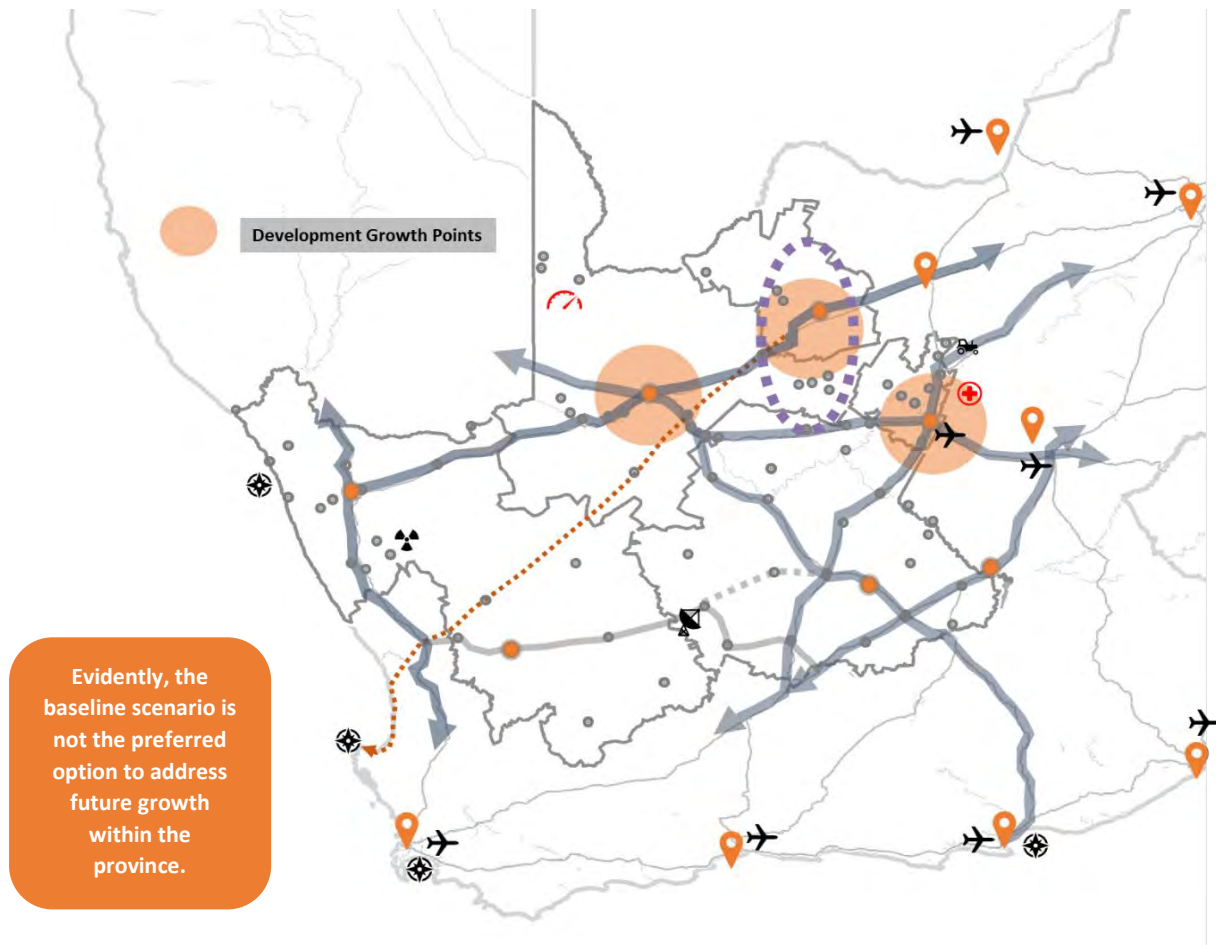 Development Growth Points
Evidently, the
baseline scenario is
not the preferred
option to address
future growth
within the
province.